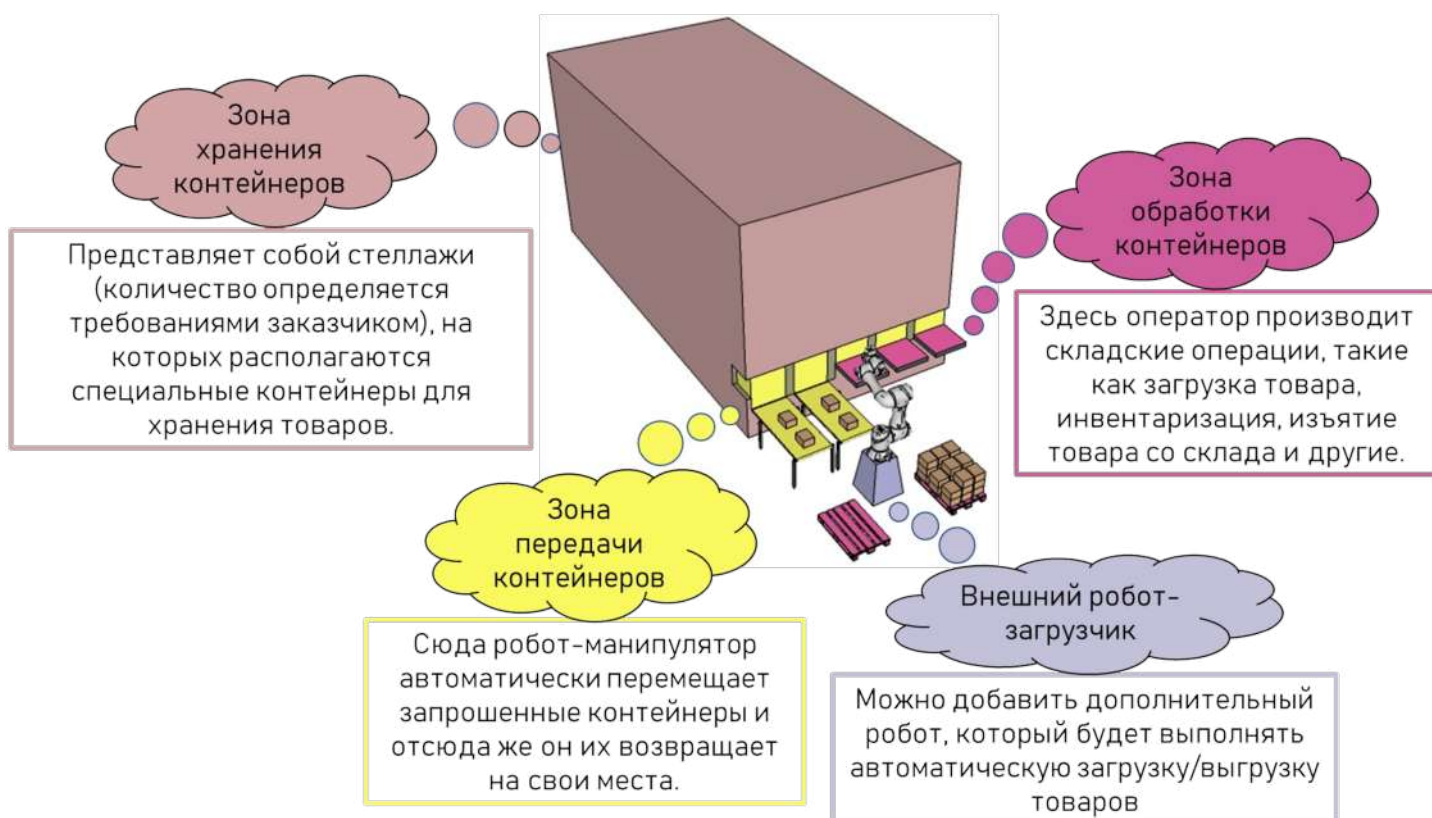 Зона
хранения
контейнеров
Представляет собой стеллажи
(количество определяется
требованиями заказчиком), на
которых располагаются
специальные контейнеры для
хранения товаров.
Зона
обработки
контейнеров
Здесь оператор производит
складские операции, такие
как загрузка товара,
инвентаризация, изъятие
товара со склада и другие.
Зона
передачи
контейнеров
Сюда робот-манипулятор
автоматически перемещает
запрошенные контейнеры и
отсюда же он их возвращает
на свои места.
Внешний робот-
загрузчик
Можно добавить дополнительный
робот, который будет выполнять
автоматическую загрузку/выгрузку
товаров